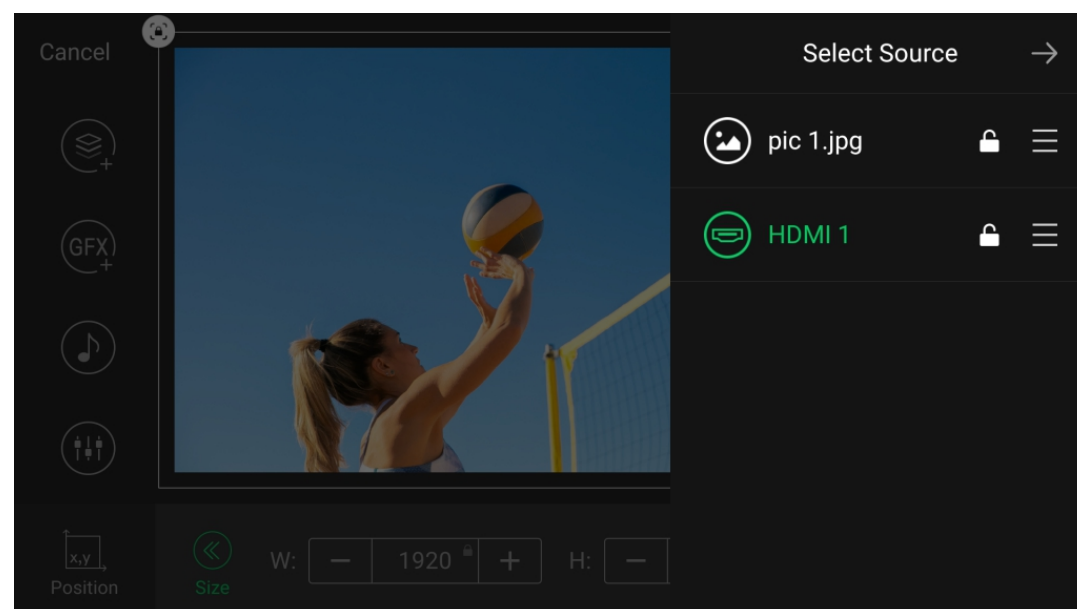 Cancel
Select Source
pic 1.jpg
GFX
HDMI 1
x,y
Position
Size
W:
1920
H: